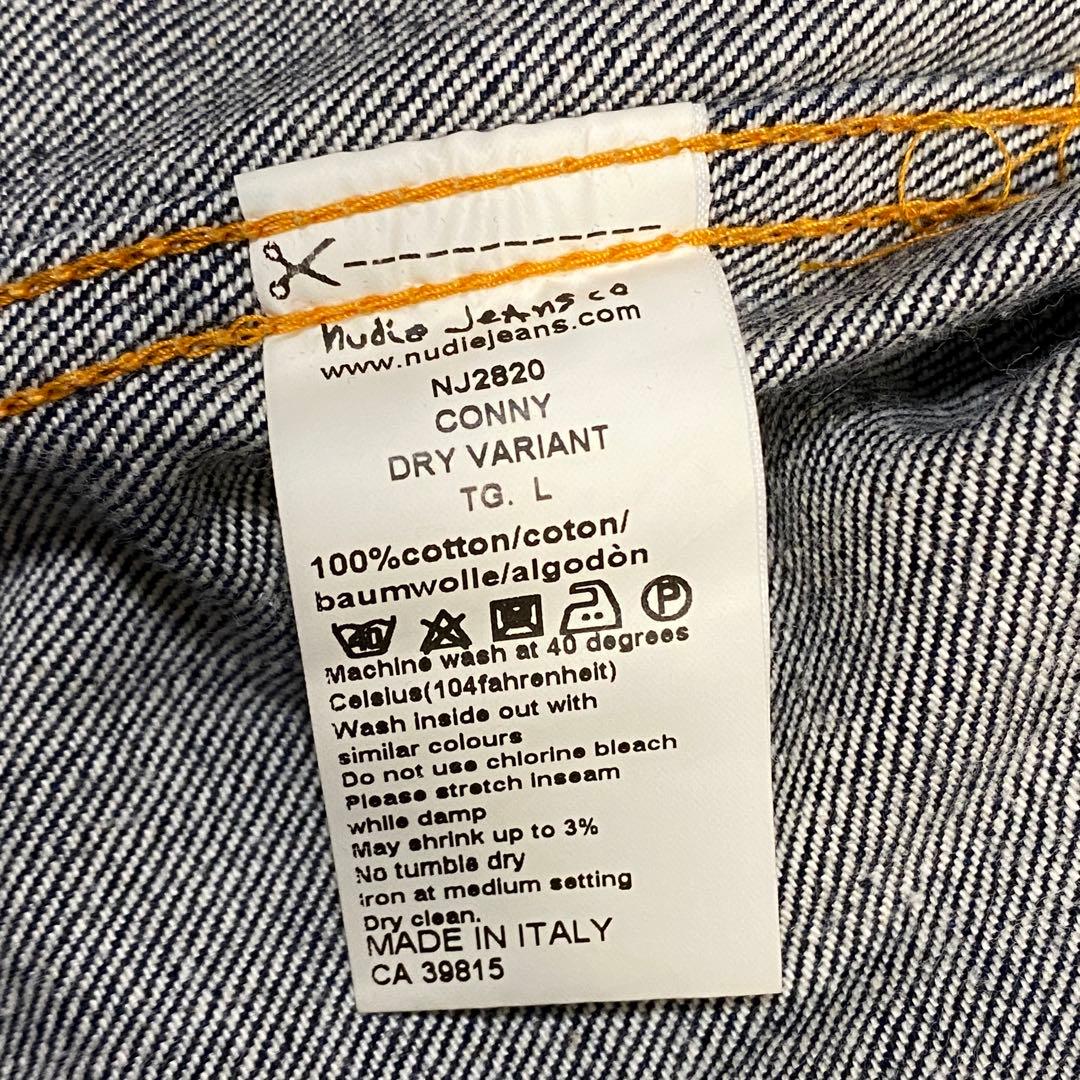 nudie Jeans co
www.nudiejeans.com
NJ2820
CONNY
DRY VARIANT
TG. L
100%cotton/coton/
baumwolle/algodòn
40 P
Machine wash at 40 degrees
Celsius(104fahrenheit)
Wash inside out with
similar colours
Do not use chlorine bleach
Please stretch inseam
while damp
May shrink up to 3%
No tumble dry
Iron at medium setting
Dry clean.
MADE IN ITALY
CA 39815